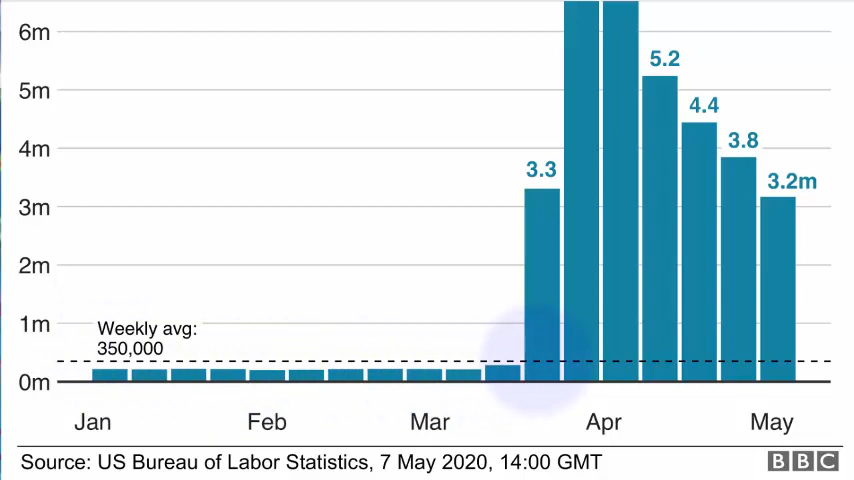 6m
5.2
5m
4.4
4m
3.8
3.3
3.2m
3m
2m
1m
Weekly avg:
350,000
0m
Jan Feb Mar Apr May
Source: US Bureau of Labor Statistics, 7 May 2020, 14:00 GMT
BBC